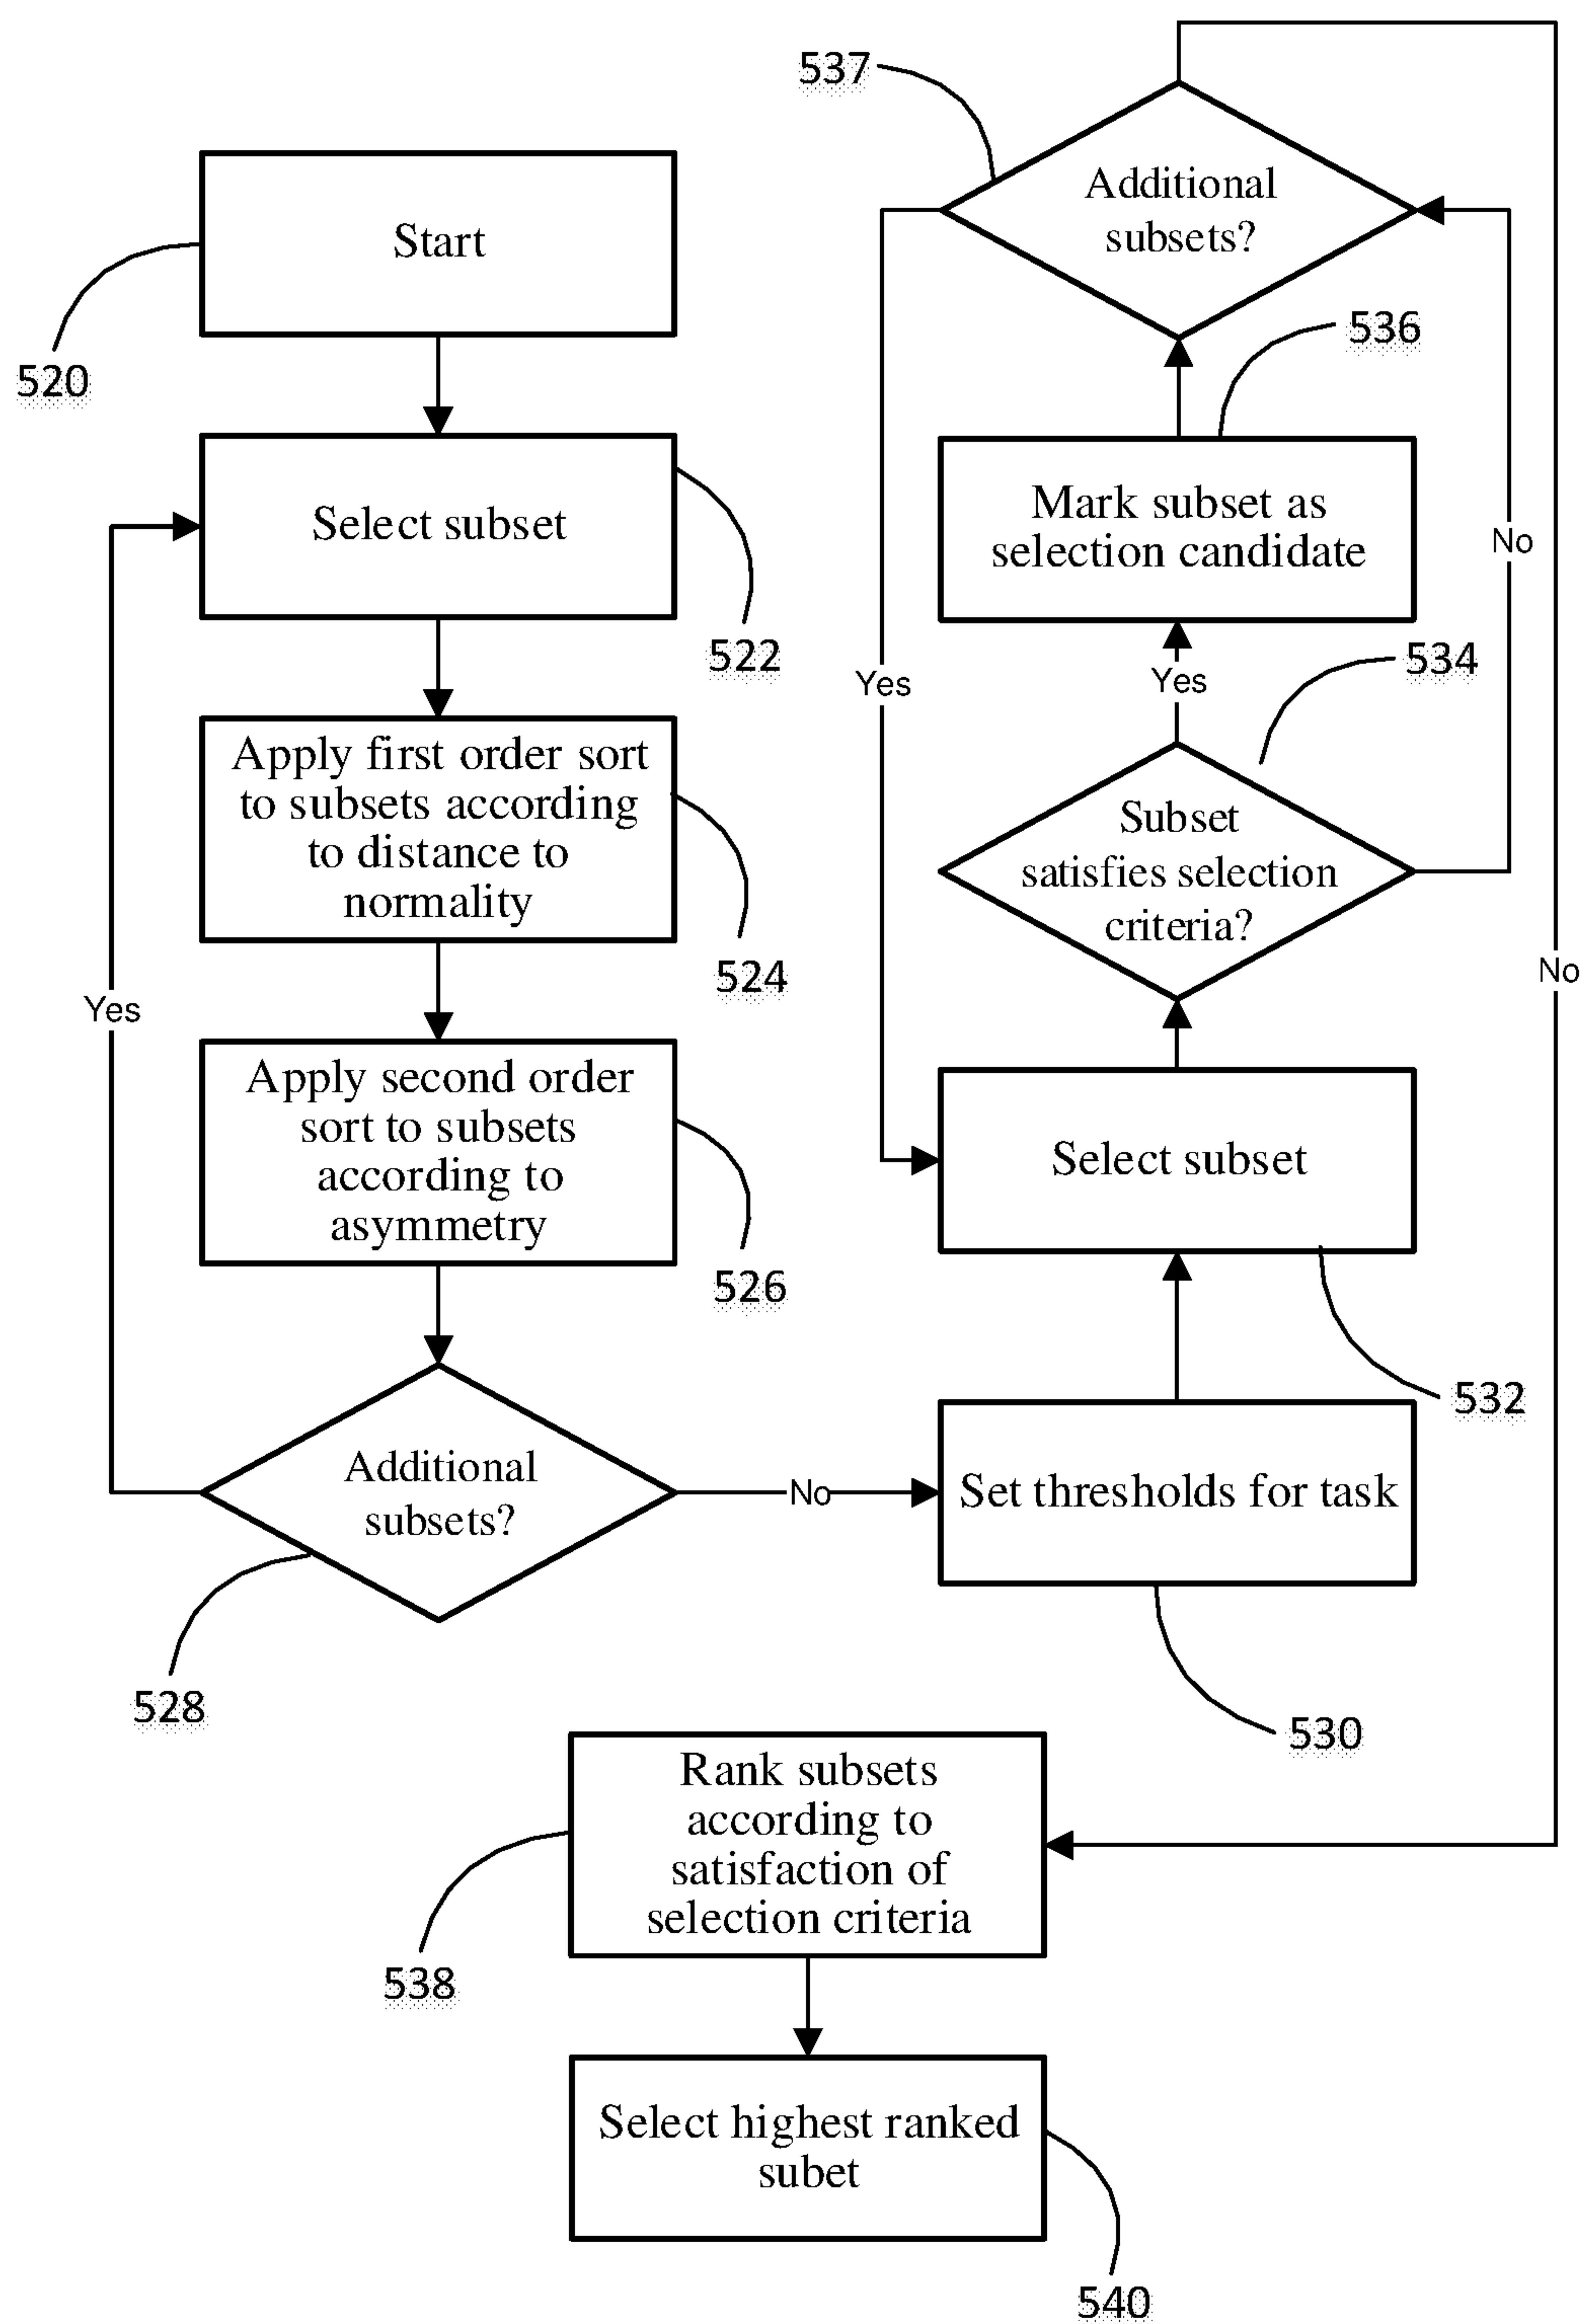 Start
520
Select subset
522
Apply first order sort
to subsets according
to distance to
normality
524
Yes
Apply second order
sort to subsets
according to
asymmetry
526
Additional
subsets?
528
No
Set thresholds for task
530
Select subset
532
Subset
satisfies selection
criteria?
534
Yes
No
Mark subset as
selection candidate
536
Additional
subsets?
537
Yes
No
Rank subsets
according to
satisfaction of
selection criteria
538
Select highest ranked
subet
540